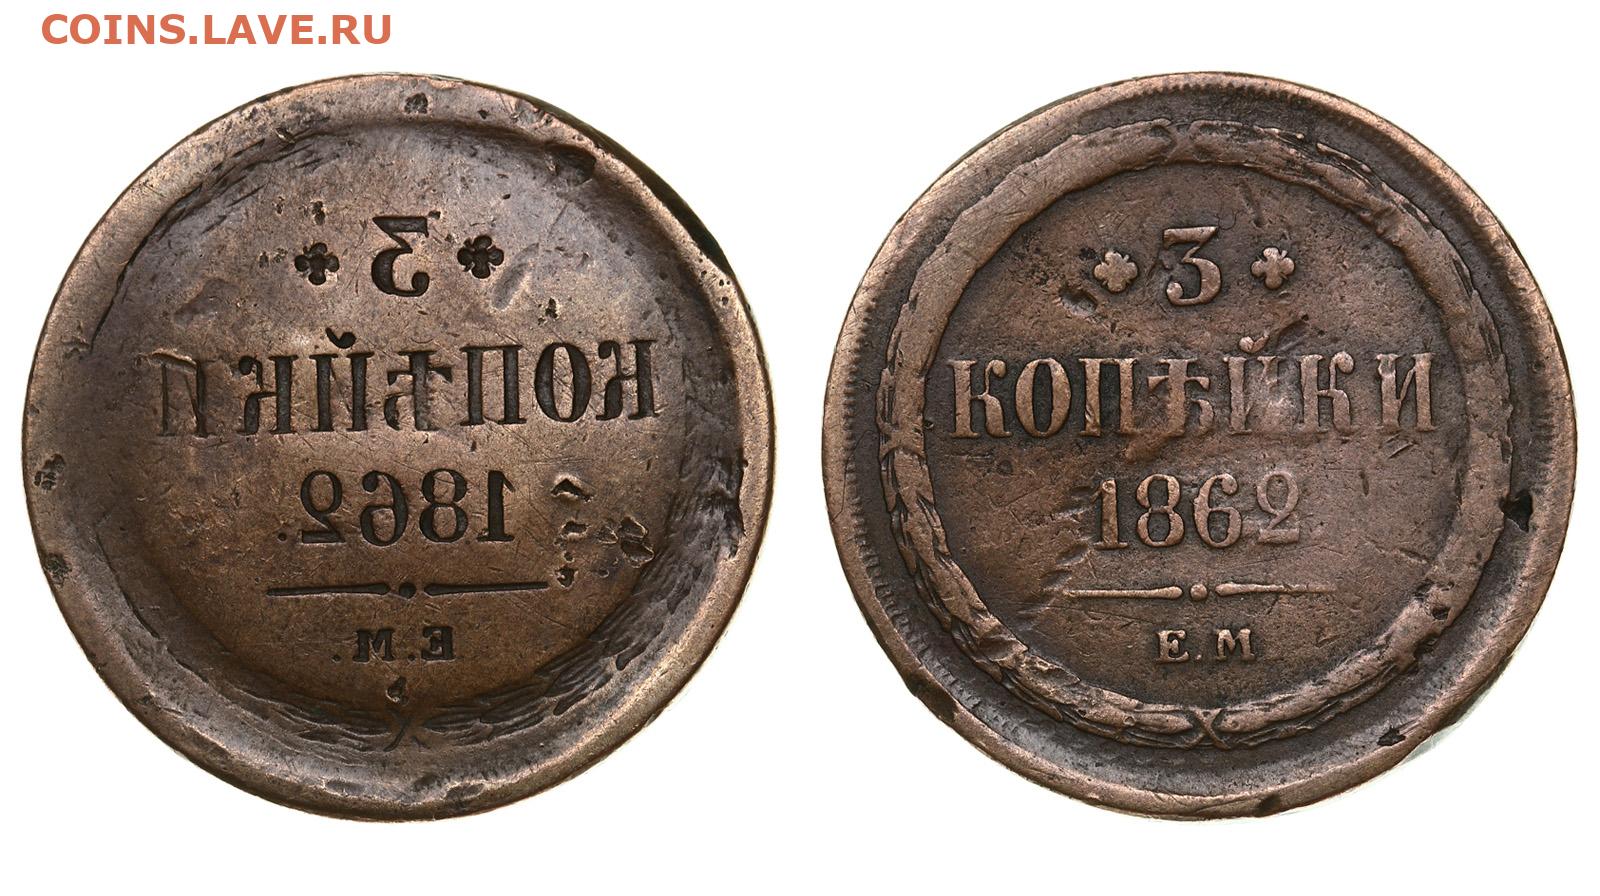 COINS.LAVE.RU
3
КОПѢЙКИ
1862.
Е.М.
3
КОПѢЙКИ
1862
Е.М